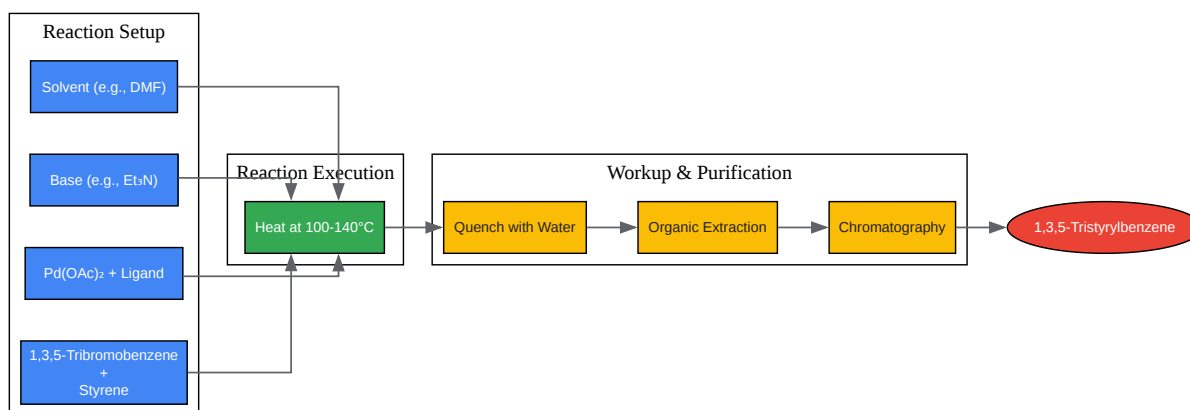 Reaction Setup
Solvent (e.g., DMF)
Base (e.g., Et₃N)
Pd(OAc)₂ + Ligand
1,3,5-Tribromobenzene
+
Styrene
Reaction Execution
Heat at 100-140°C
Workup & Purification
Quench with Water
Organic Extraction
Chromatography
1,3,5-Tristyrylbenzene